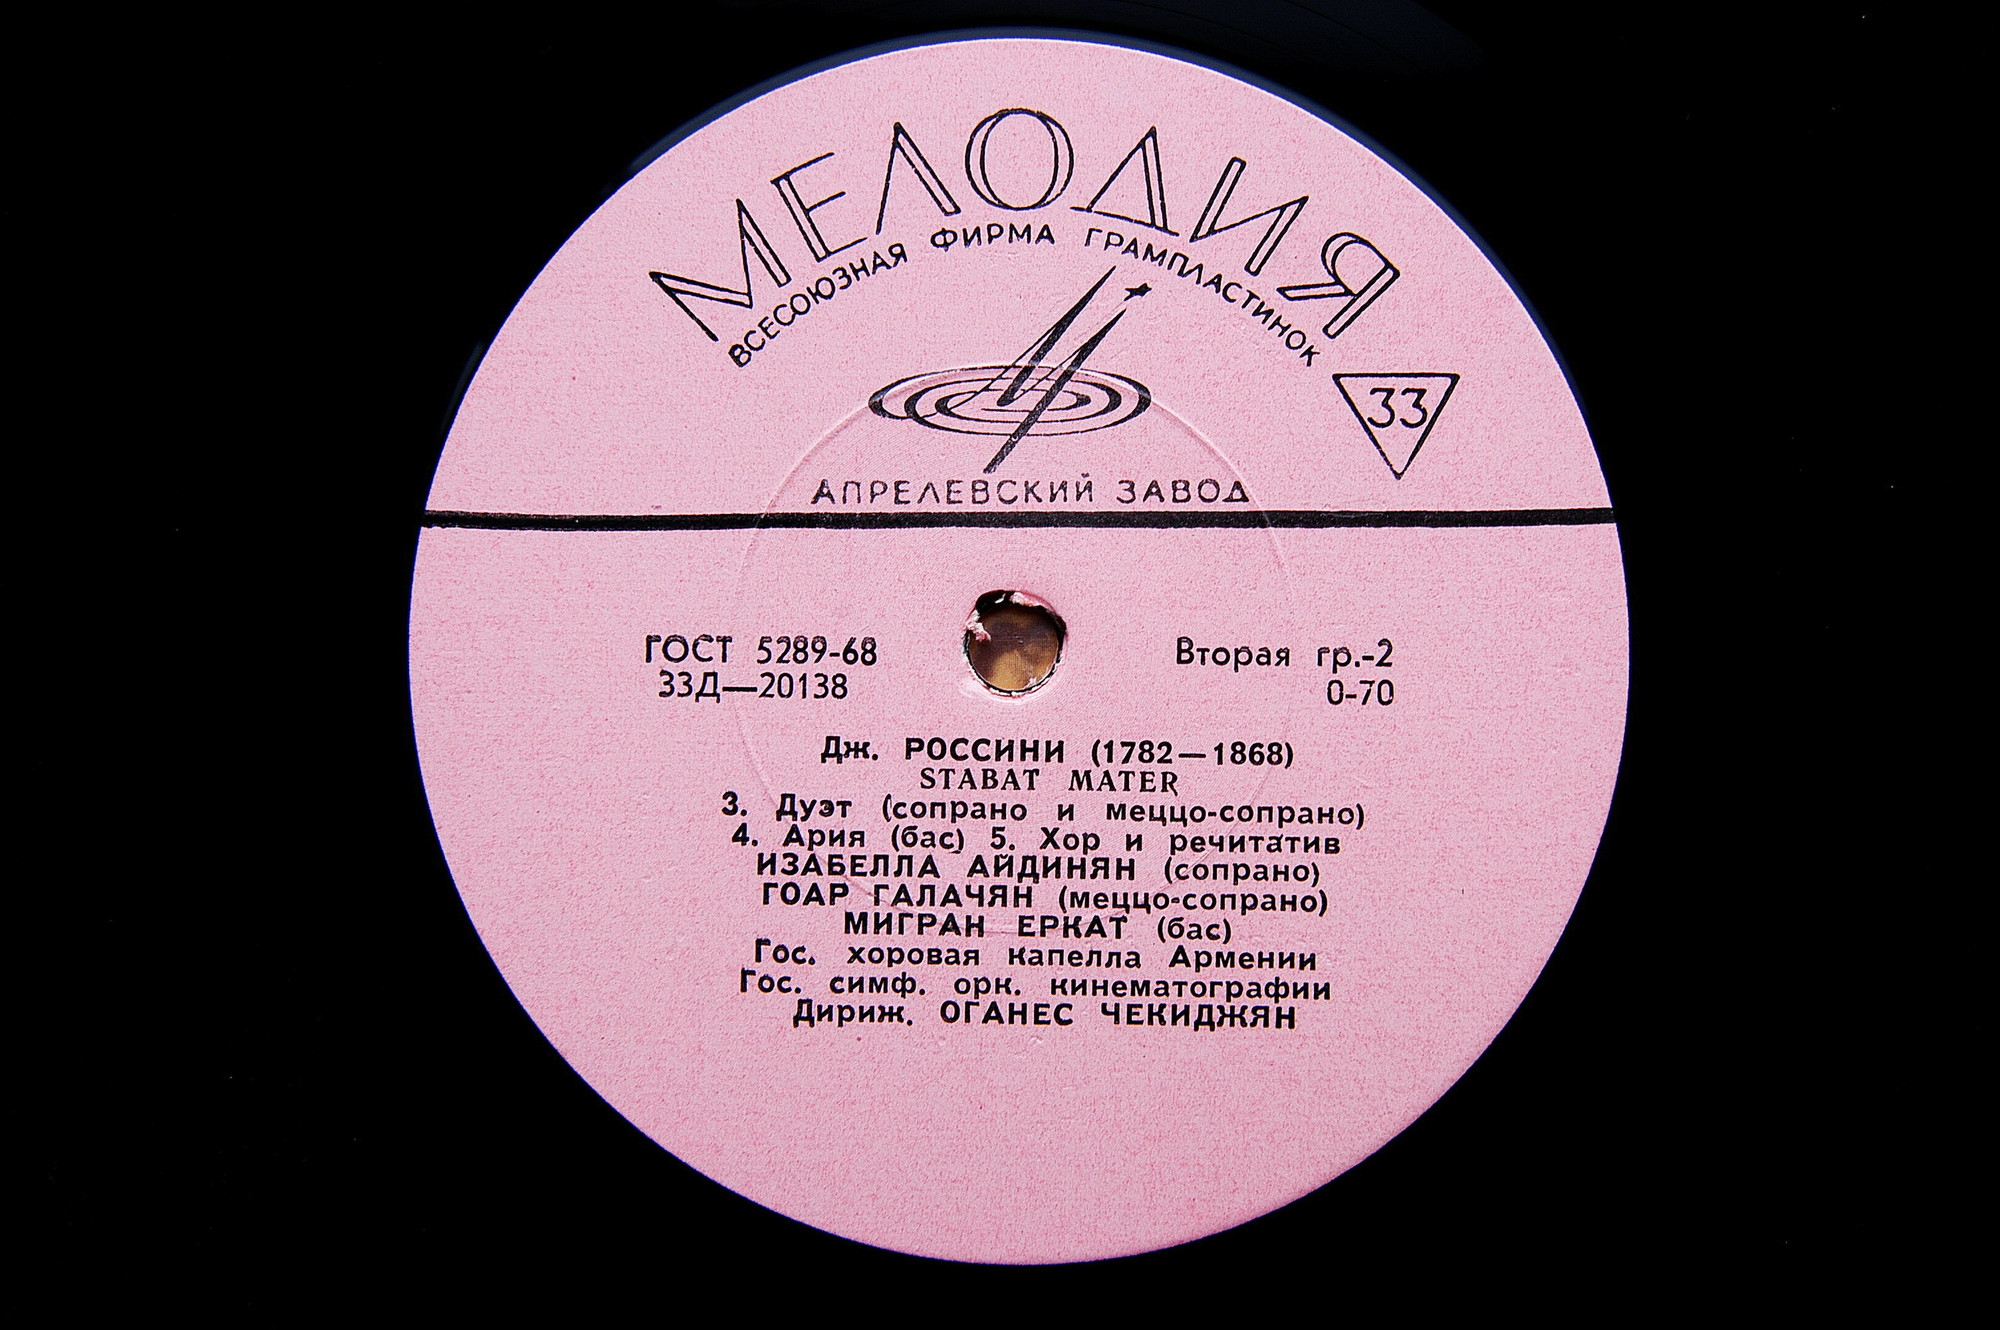 МЕЛОДИЯ
ВСЕСОЮЗНАЯ ФИРМА ГРАМПЛАСТИНОК
33
АПРЕЛЕВСКИЙ ЗАВОД
ГОСТ 5289-68
33Д—20138
Вторая гр.-2
0-70
Дж. РОССИНИ (1782—1868)
STABAT MATER
3. Дуэт (сопрано и меццо-сопрано)
4. Ария (бас) 5. Хор и речитатив
ИЗАБЕЛЛА АЙДИНЯН (сопрано)
ГОАР ГАЛАЧЯН (меццо-сопрано)
МИГРАН ЕРКАТ (бас)
Гос. хоровая капелла Армении
Гос. симф. орк. кинематографии
Дириж. ОГАНЕС ЧЕКИДЖЯН